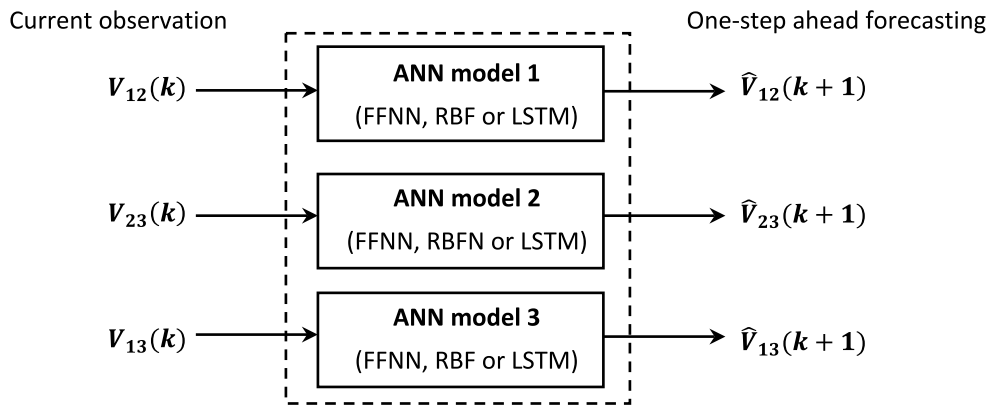 Current observation
One-step ahead forecasting
V₁₂(k)
ANN model 1
(FFNN, RBF or LSTM)
V̂₁₂(k + 1)
V₂₃(k)
ANN model 2
(FFNN, RBFN or LSTM)
V̂₂₃(k + 1)
V₁₃(k)
ANN model 3
(FFNN, RBF or LSTM)
V̂₁₃(k + 1)